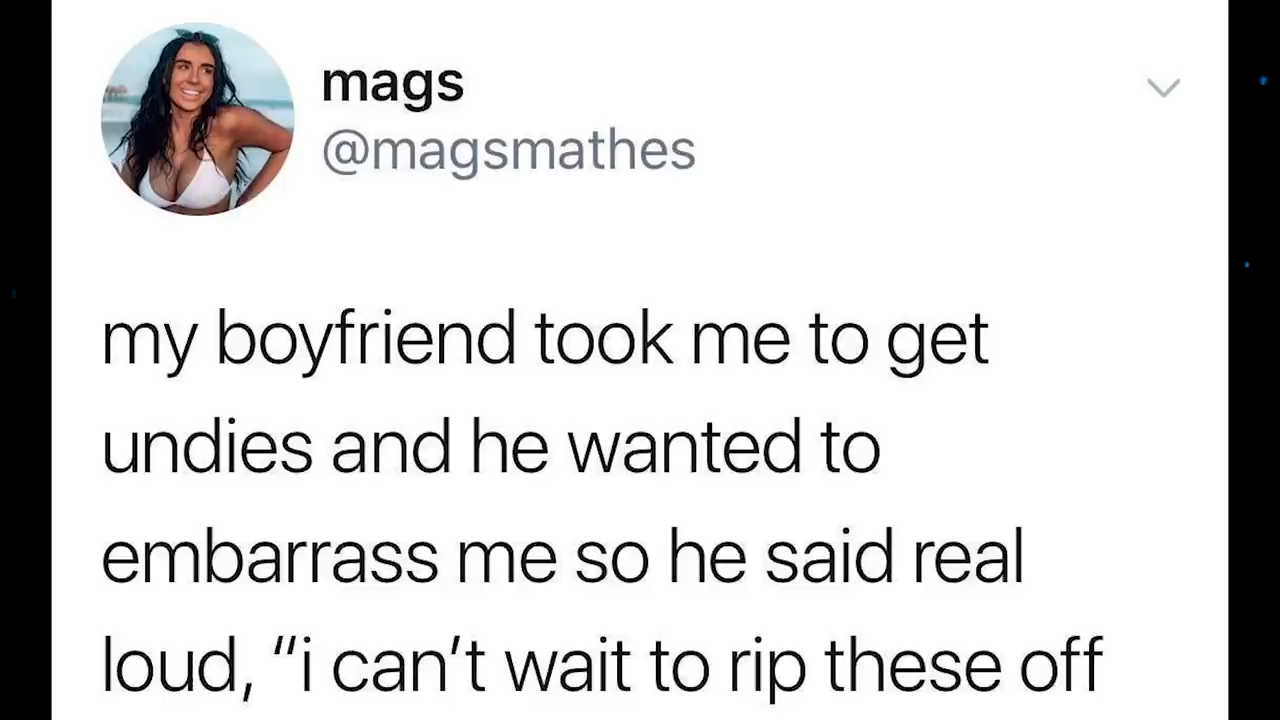 mags
@magsmathes
my boyfriend took me to get
undies and he wanted to
embarrass me so he said real
loud, “i can’t wait to rip these off